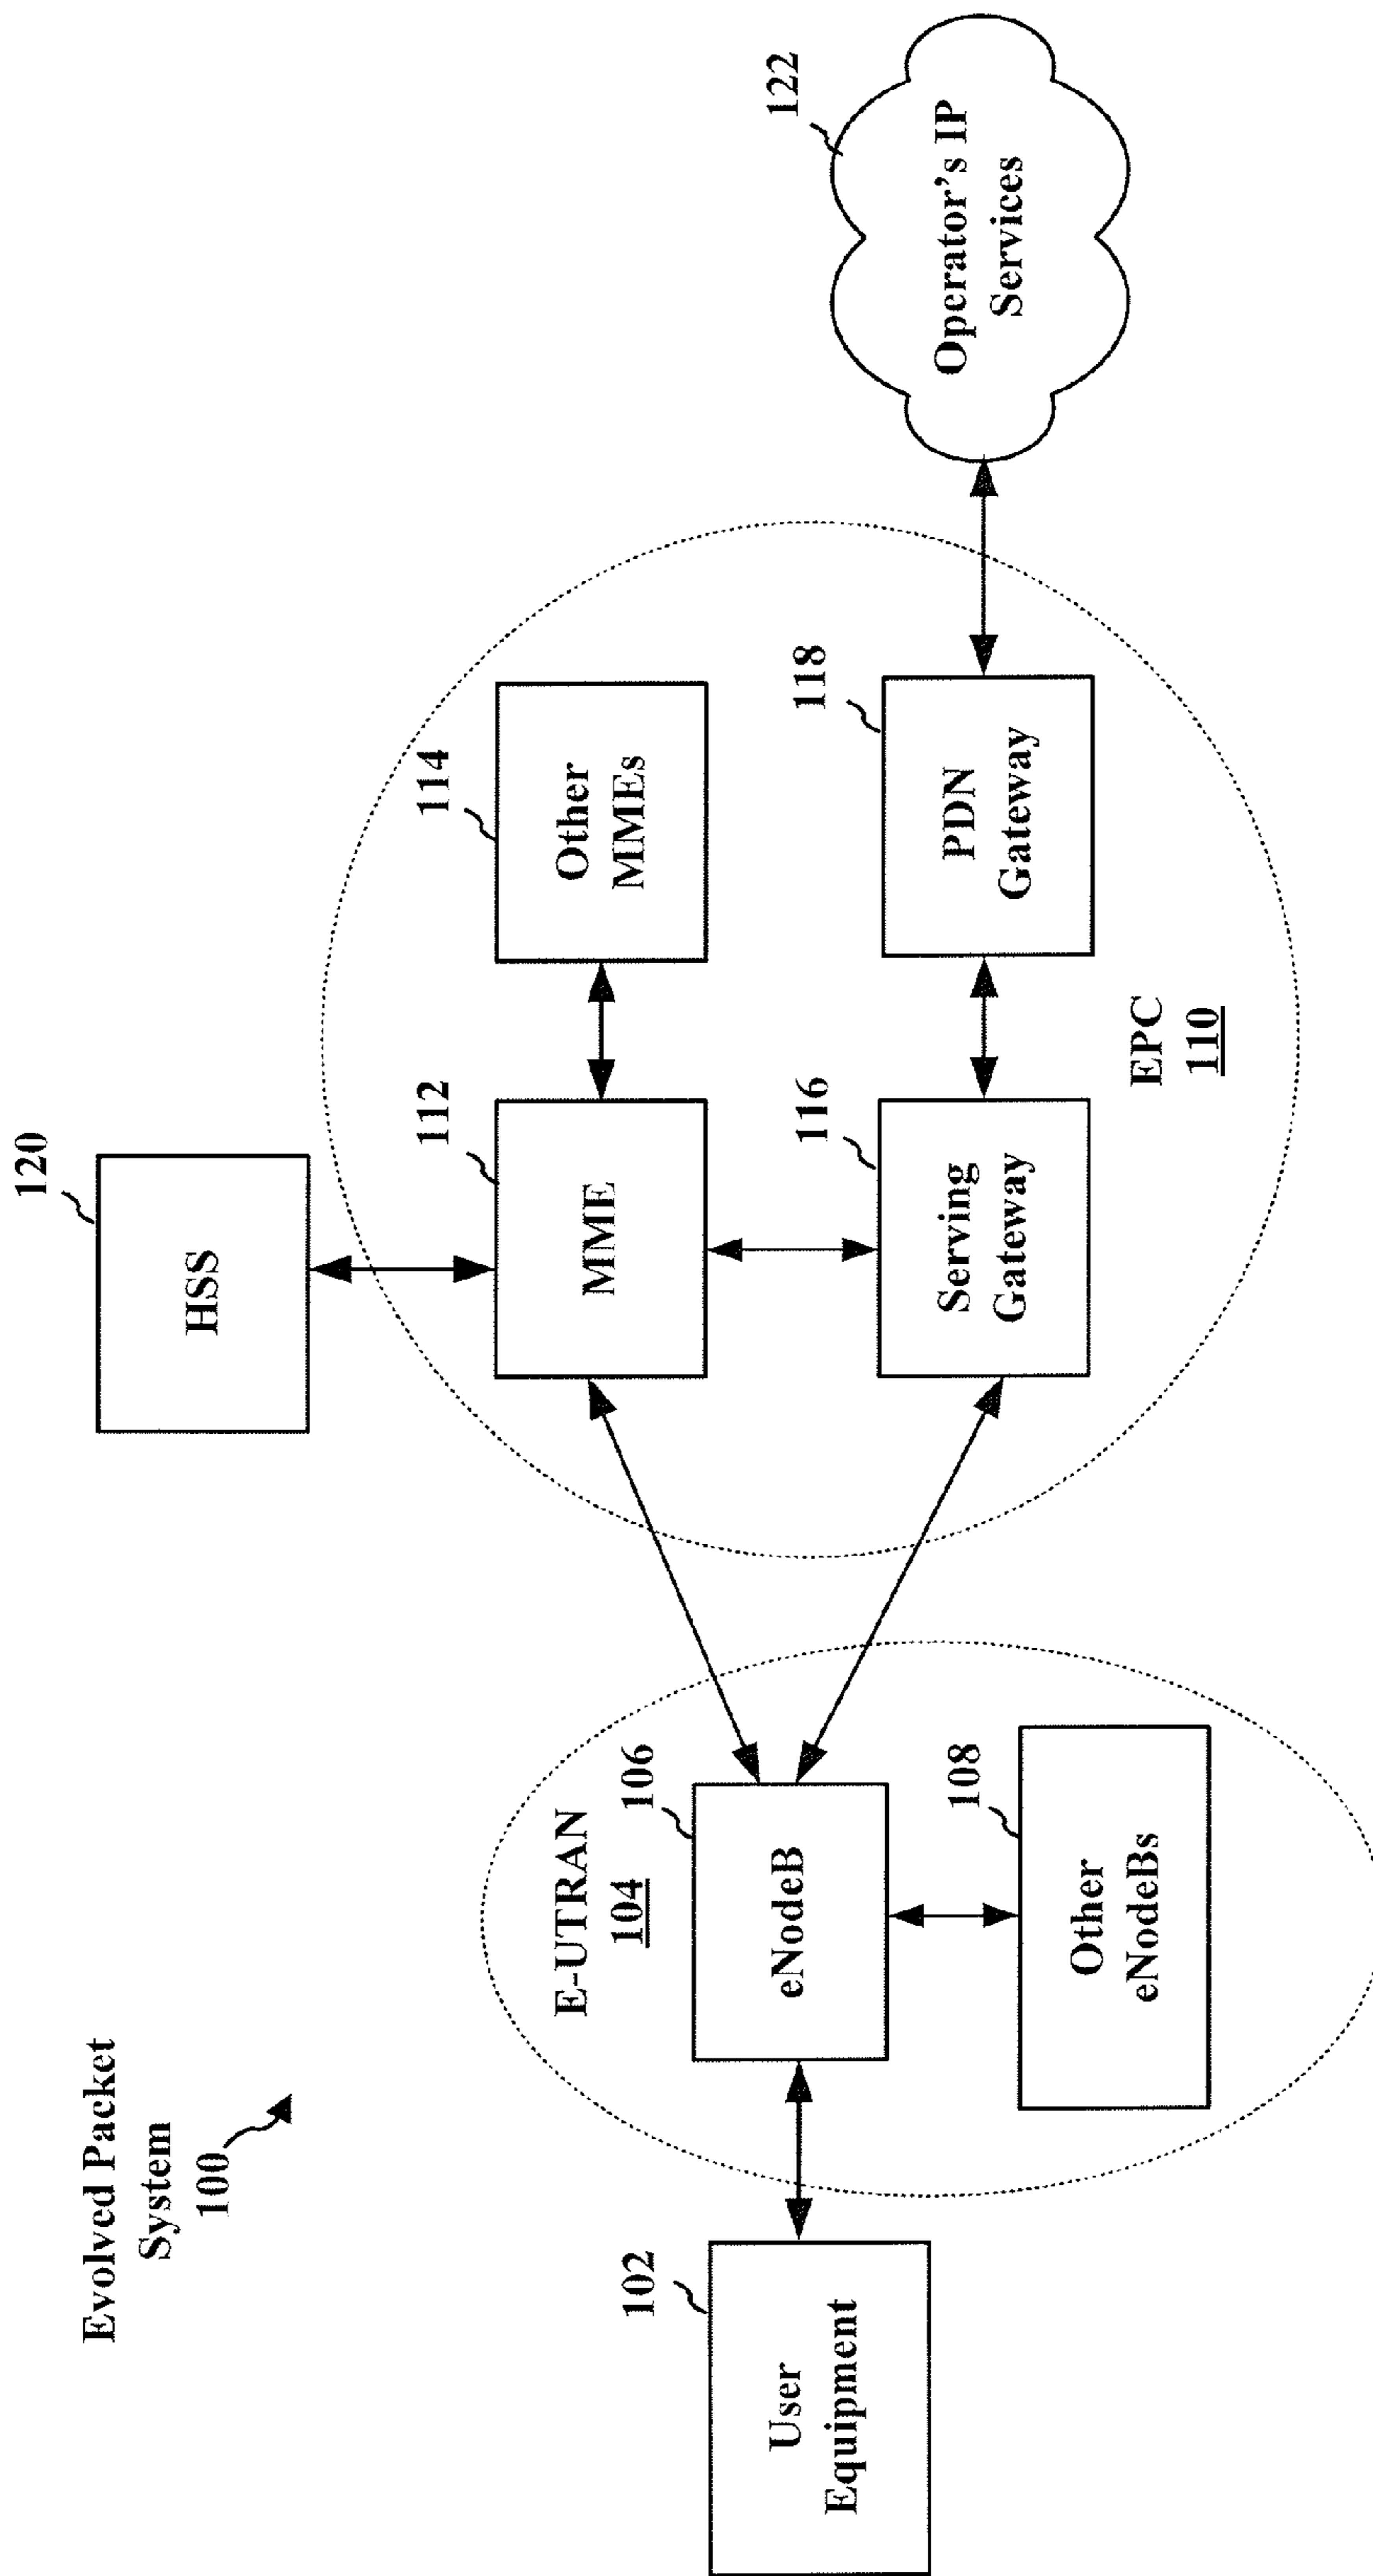 Evolved Packet
System
100
120
HSS
E-UTRAN
104
102
User
Equipment
106
eNodeB
108
Other
eNodeBs
112
MME
114
Other
MMEs
116
Serving
Gateway
118
PDN
Gateway
EPC
110
122
Operator's IP
Services